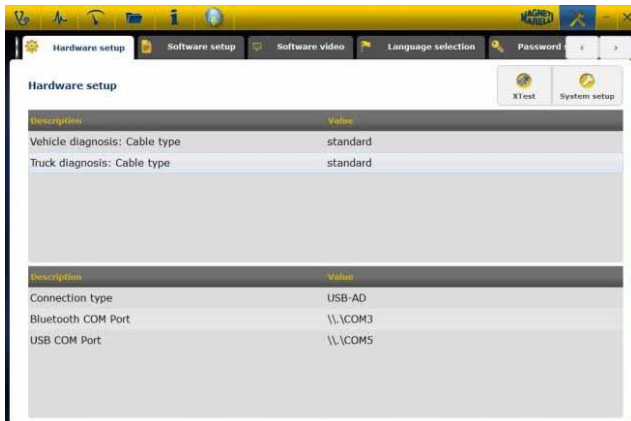 MAGNETI
MARELLI
Hardware setup
Software setup
Software video
Language selection
Password
Hardware setup
XTest
System setup
Description Value
Vehicle diagnosis: Cable type standard
Truck diagnosis: Cable type standard
Description Value
Connection type USB-AD
Bluetooth COM Port \\.\COM3
USB COM Port \\.\COM5